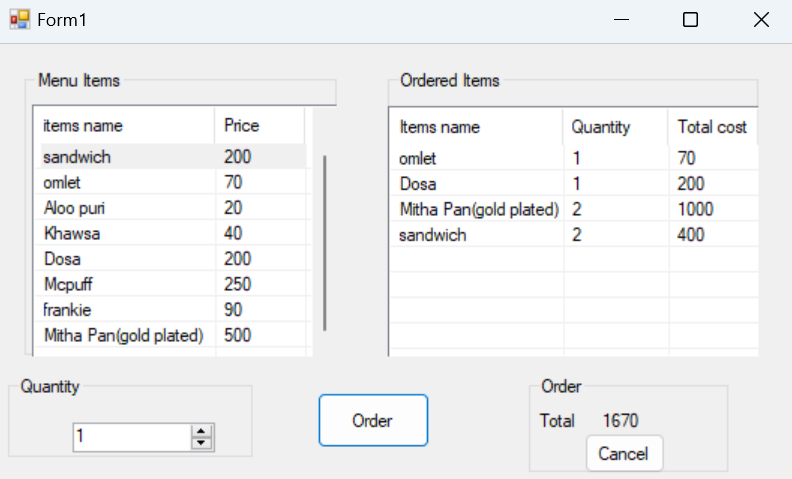 Form1
Menu Items
items name Price
sandwich 200
omlet 70
Aloo puri 20
Khawsa 40
Dosa 200
Mcpuff 250
frankie 90
Mitha Pan(gold plated) 500
Ordered Items
Items name Quantity Total cost
omlet 1 70
Dosa 1 200
Mitha Pan(gold plated) 2 1000
sandwich 2 400
Quantity
1
Order
Order
Total 1670
Cancel